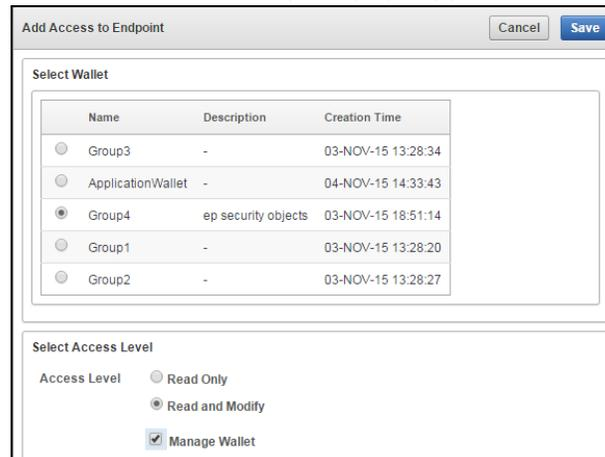 Add Access to Endpoint Cancel Save
Select Wallet
Name Description Creation Time
Group3 - 03-NOV-15 13:28:34
ApplicationWallet - 04-NOV-15 14:33:43
Group4 ep security objects 03-NOV-15 18:51:14
Group1 - 03-NOV-15 13:28:20
Group2 - 03-NOV-15 13:28:27
Select Access Level
Access Level Read Only
Read and Modify
Manage Wallet